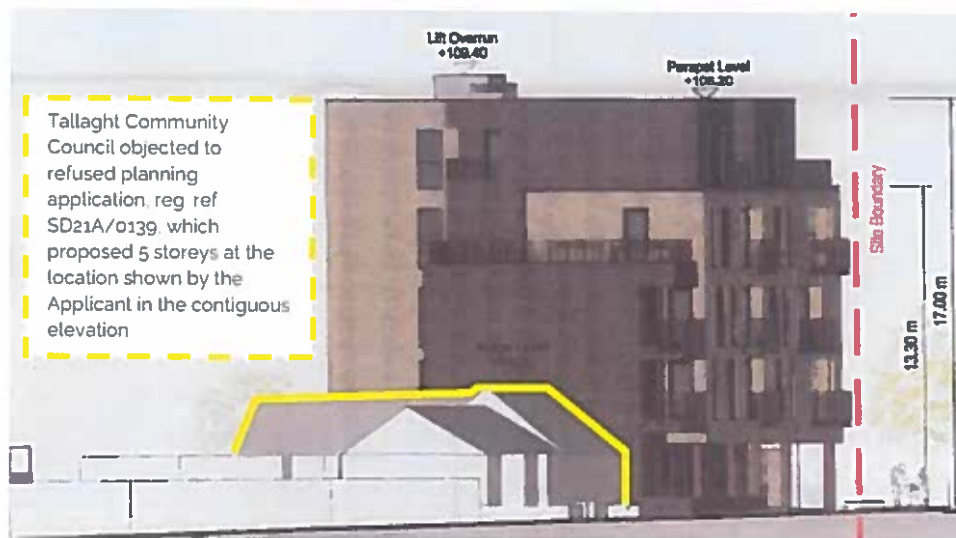 Lift Overrun
+109.40
Parapet Level
+108.20
Tallaght Community
Council objected to
refused planning
application, reg ref
SD21A/0139, which
proposed 5 storeys at the
location shown by the
Applicant in the contiguous
elevation
Site Boundary
13.30 m
17.00 m